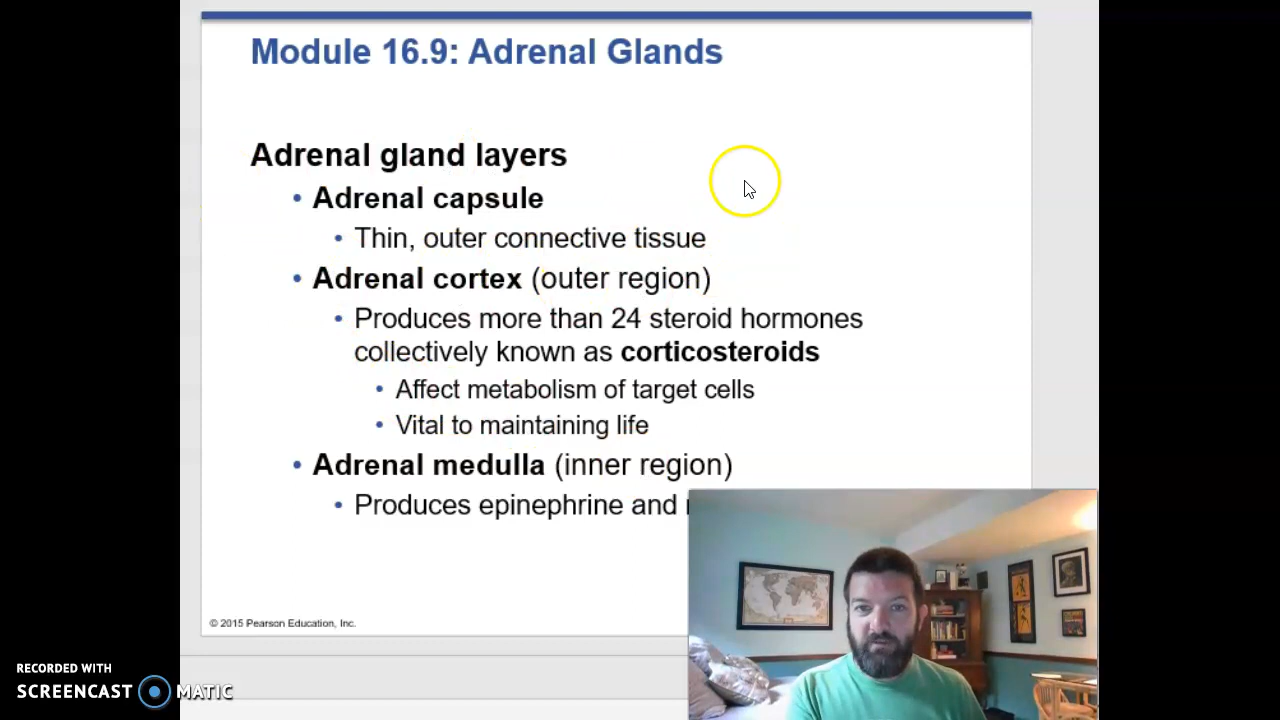 Module 16.9: Adrenal Glands
Adrenal gland layers
• Adrenal capsule
• Thin, outer connective tissue
• Adrenal cortex (outer region)
• Produces more than 24 steroid hormones
collectively known as corticosteroids
• Affect metabolism of target cells
• Vital to maintaining life
• Adrenal medulla (inner region)
• Produces epinephrine and
© 2015 Pearson Education, Inc.
RECORDED WITH
SCREENCAST MATIC